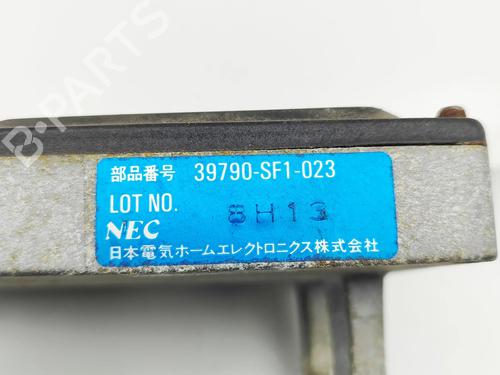 部品番号 39790-SF1-023
LOT NO. 8H13
NEC
日本電気ホームエレクトロニクス株式会社
B-PARTS